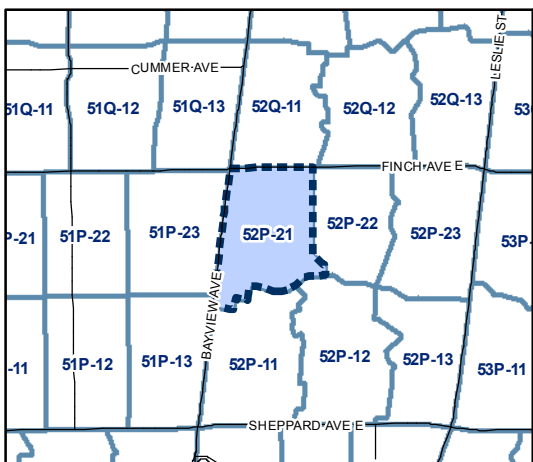 LESLIE ST
CUMMER AVE
51Q-11 51Q-12 51Q-13 52Q-11 52Q-12 52Q-13 53
FINCH AVE E
P-21 51P-22 51P-23 52P-21 52P-22 52P-23 53P-
BAYVIEW AVE
-11 51P-12 51P-13 52P-11 52P-12 52P-13 53P-11
SHEPPARD AVE E